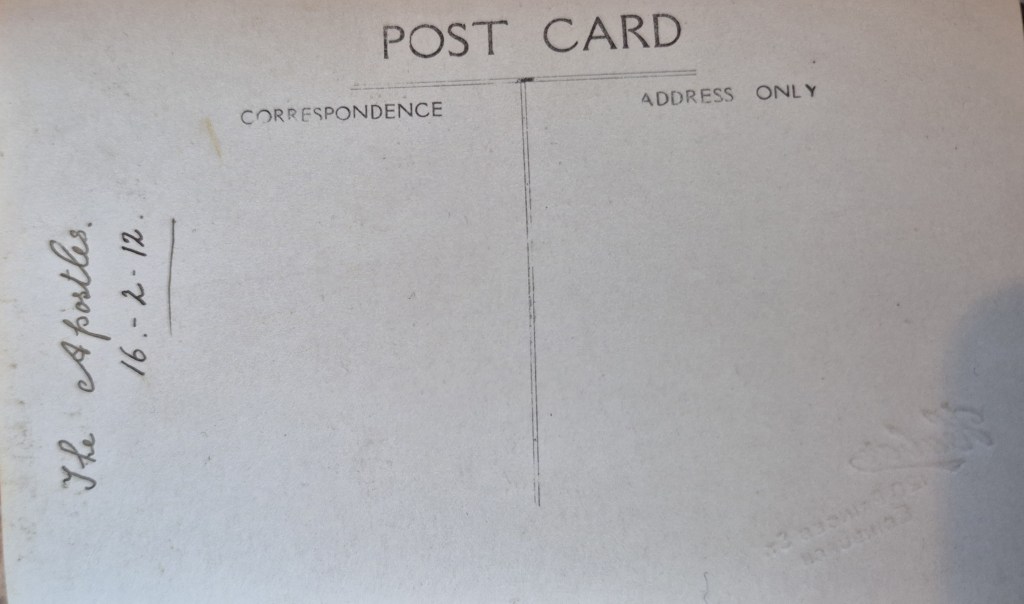 POST CARD
CORRESPONDENCE
ADDRESS ONLY
The Apostles.
16.-2-12.